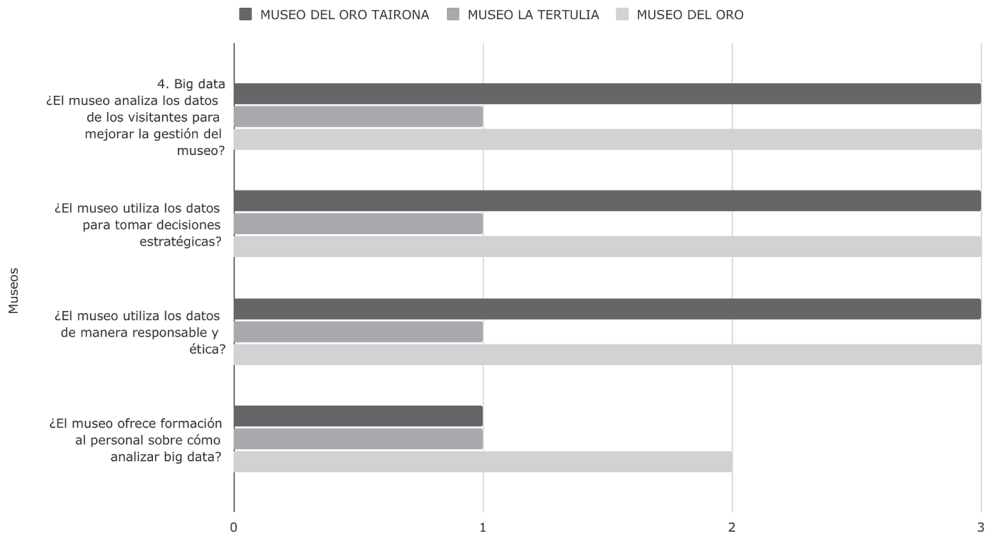 MUSEO DEL ORO TAIRONA MUSEO LA TERTULIA MUSEO DEL ORO
4. Big data
¿El museo analiza los datos
de los visitantes para
mejorar la gestión del
museo?
¿El museo utiliza los datos
para tomar decisiones
estratégicas?
Museos
¿El museo utiliza los datos
de manera responsable y
ética?
¿El museo ofrece formación
al personal sobre cómo
analizar big data?
0 1 2 3